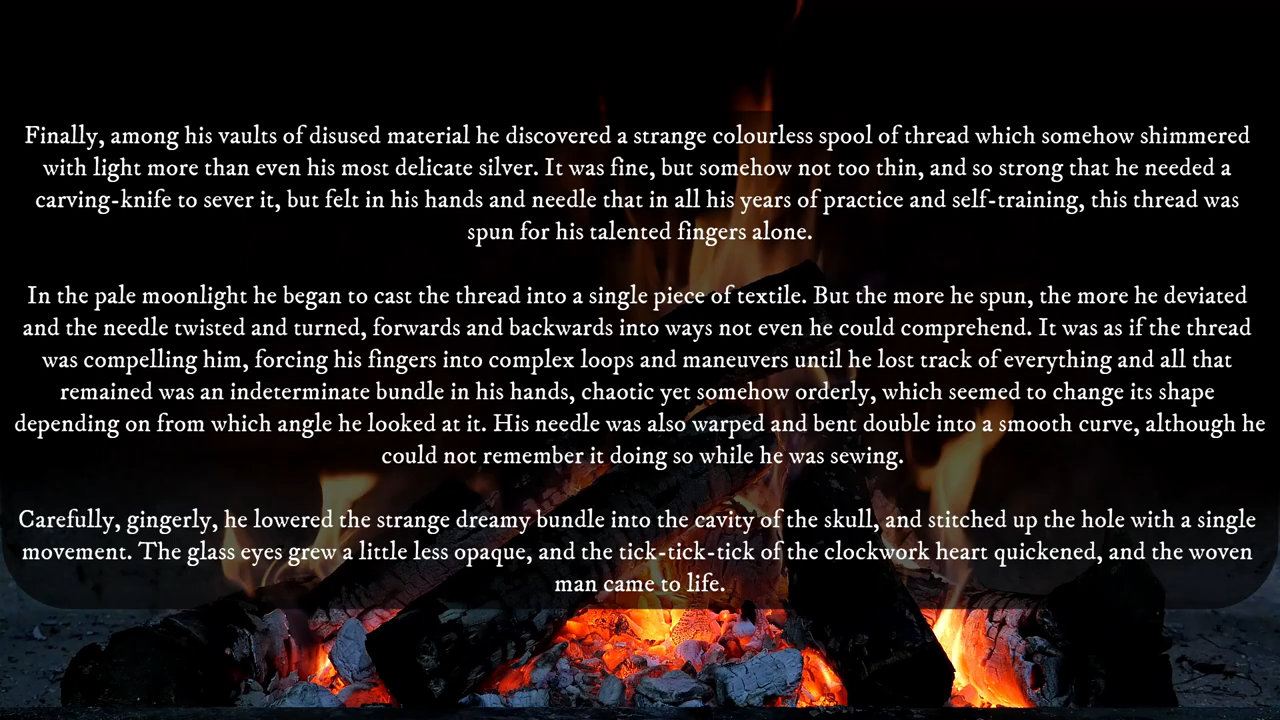 Finally, among his vaults of disused material he discovered a strange colourless spool of thread which somehow shimmered
with light more than even his most delicate silver. It was fine, but somehow not too thin, and so strong that he needed a
carving-knife to sever it, but felt in his hands and needle that in all his years of practice and self-training, this thread was
spun for his talented fingers alone.
In the pale moonlight he began to cast the thread into a single piece of textile. But the more he spun, the more he deviated
and the needle twisted and turned, forwards and backwards into ways not even he could comprehend. It was as if the thread
was compelling him, forcing his fingers into complex loops and maneuvers until he lost track of everything and all that
remained was an indeterminate bundle in his hands, chaotic yet somehow orderly, which seemed to change its shape
depending on from which angle he looked at it. His needle was also warped and bent double into a smooth curve, although he
could not remember it doing so while he was sewing.
Carefully, gingerly, he lowered the strange dreamy bundle into the cavity of the skull, and stitched up the hole with a single
movement. The glass eyes grew a little less opaque, and the tick-tick-tick of the clockwork heart quickened, and the woven
man came to life.